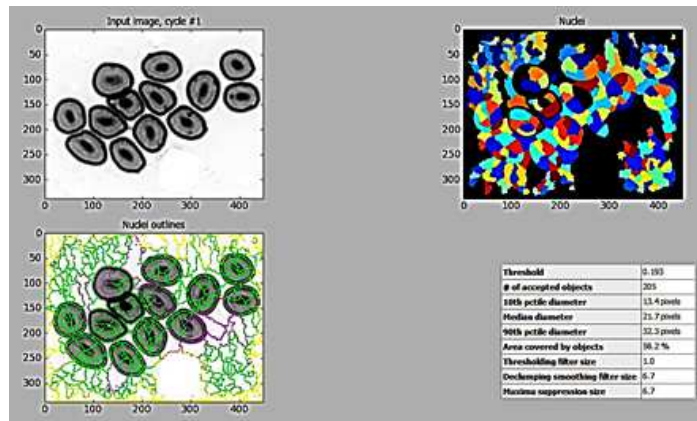 Input image, cycle #1
0
50
100
150
200
250
300
0 100 200 300 400
Nuclei
0
50
100
150
200
250
300
0 100 200 300 400
Nuclei outlines
0
50
100
150
200
250
300
0 100 200 300 400
Threshold 0.193
# of accepted objects 205
10th pctile diameter 13.4 pixels
Median diameter 21.7 pixels
90th pctile diameter 32.3 pixels
Area covered by objects 58.2 %
Thresholding filter size 1.0
Declumping smoothing filter size 6.7
Maxima suppression size 6.7